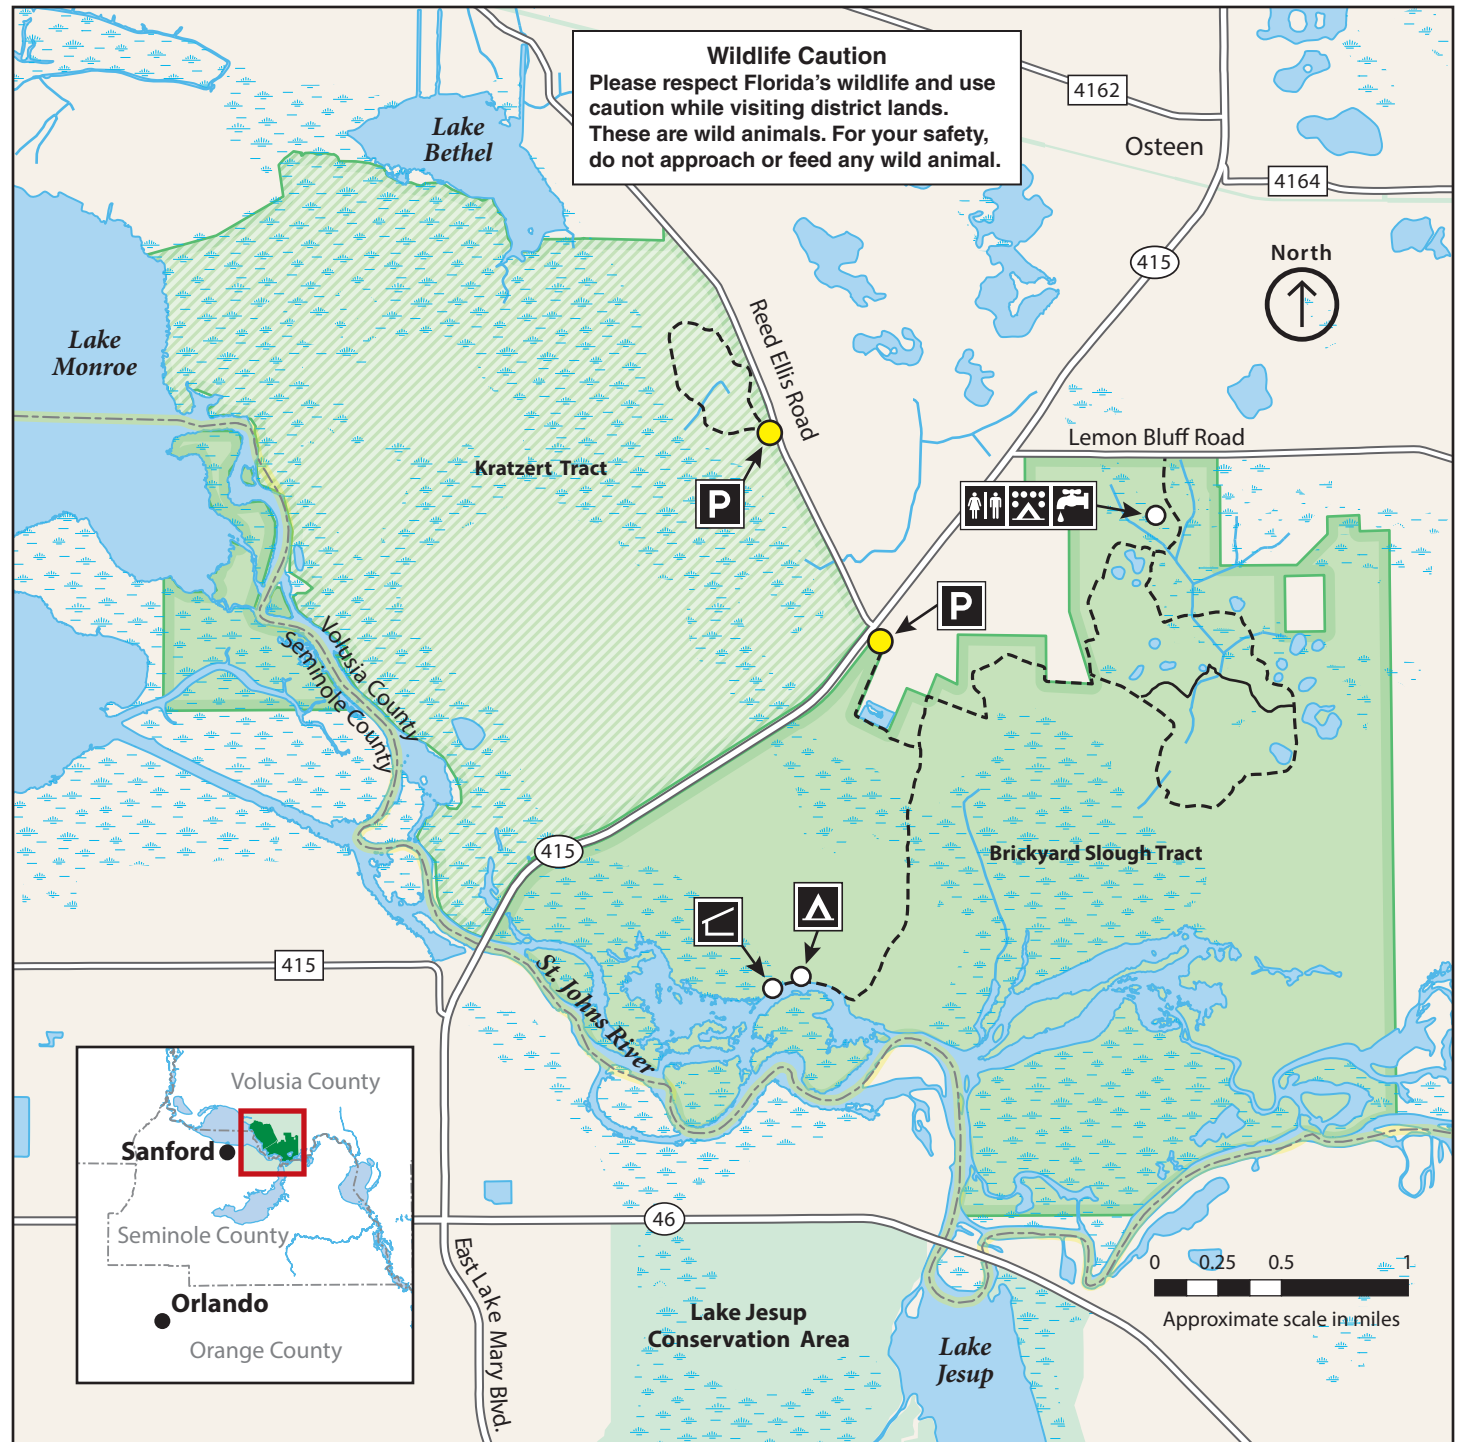 Wildlife Caution
Please respect Florida's wildlife and use
caution while visiting district lands.
These are wild animals. For your safety,
do not approach or feed any wild animal.
4162
Osteen
4164
415
North
Lake
Bethel
Lake
Monroe
Reed Ellis Road
Lemon Bluff Road
Kratzert Tract
P
P
Volusia County
Seminole County
415
Brickyard Slough Tract
415
St. Johns River
Volusia County
Sanford
Seminole County
Orlando
Orange County
46
East Lake Mary Blvd.
Lake Jesup
Conservation Area
Lake
Jesup
0 0.25 0.5 1
Approximate scale in miles